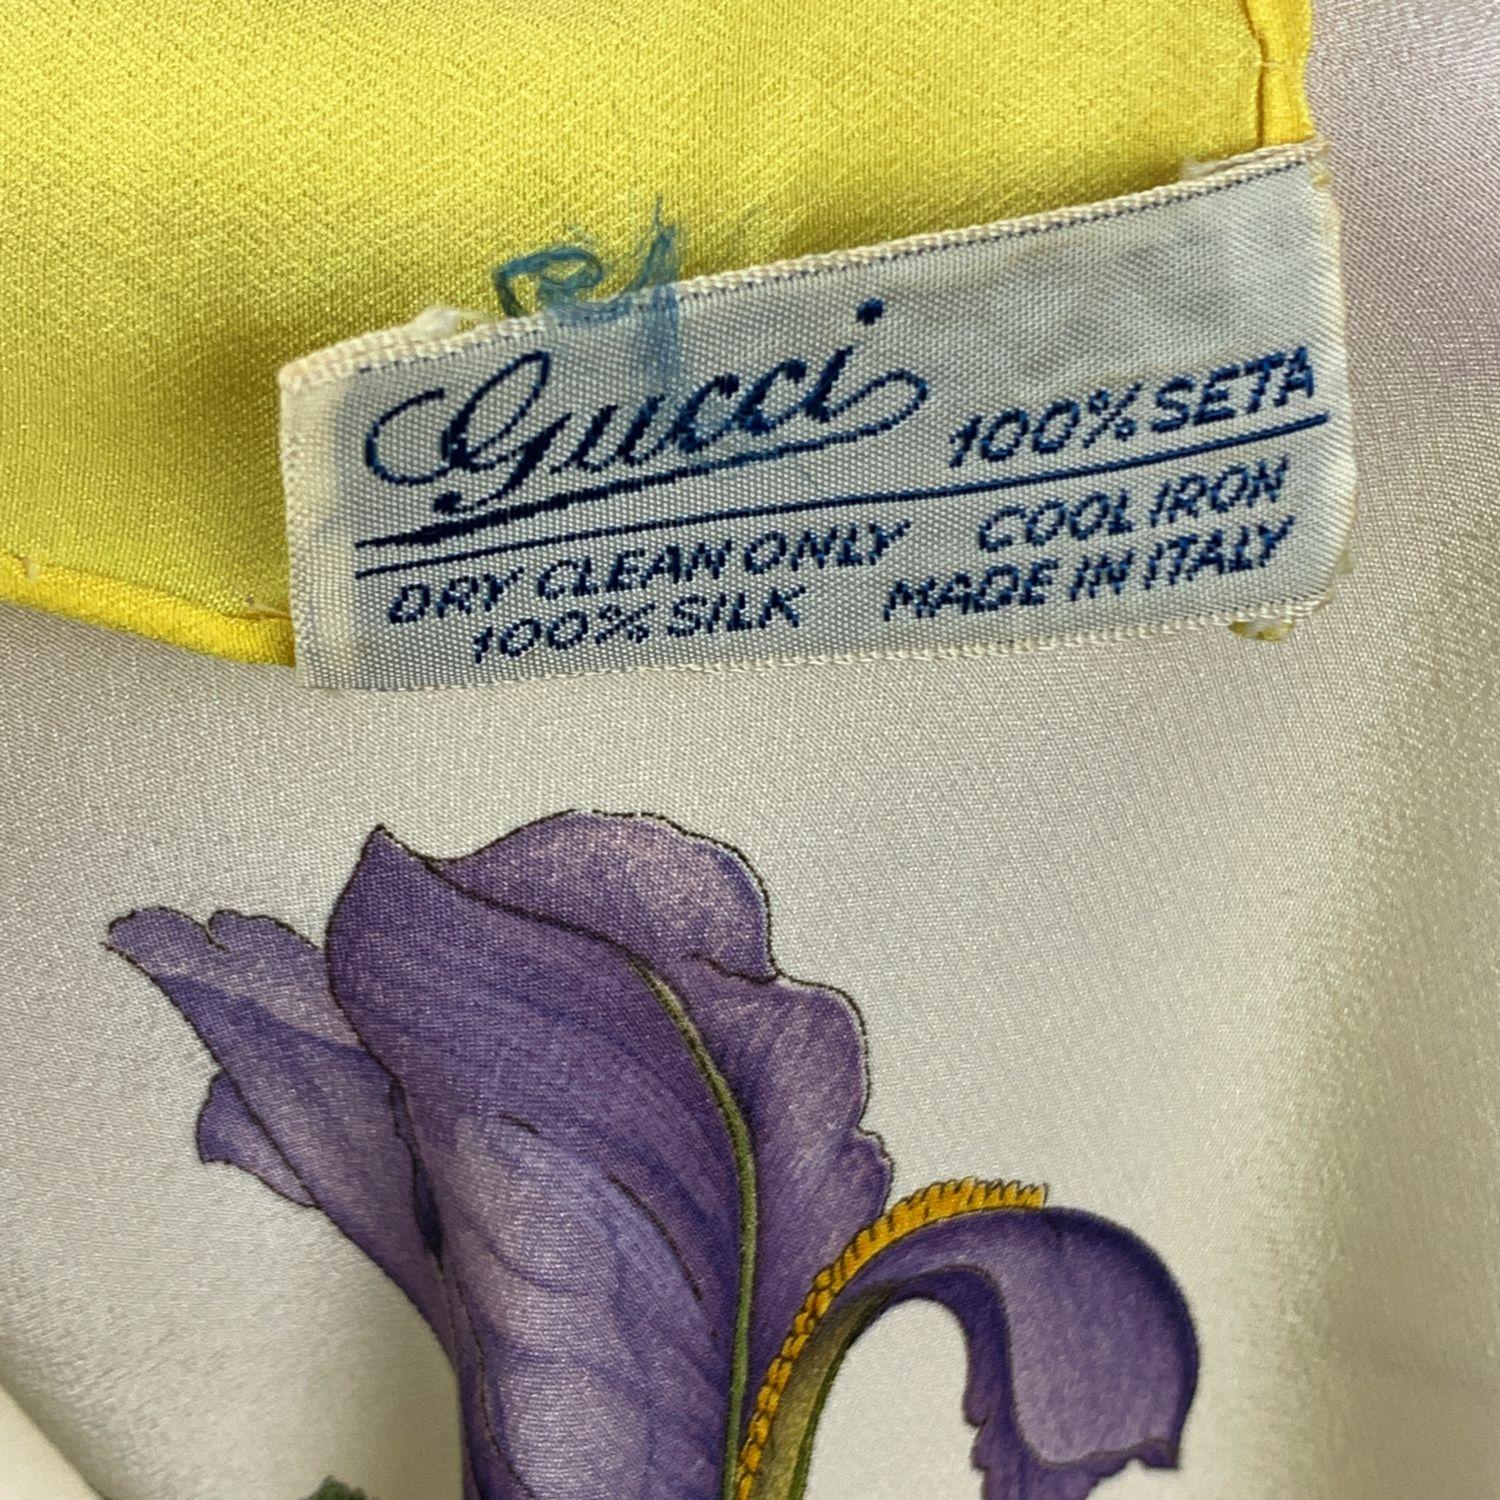 Gucci 100% SETA
DRY CLEAN ONLY COOL IRON
100% SILK MADE IN ITALY